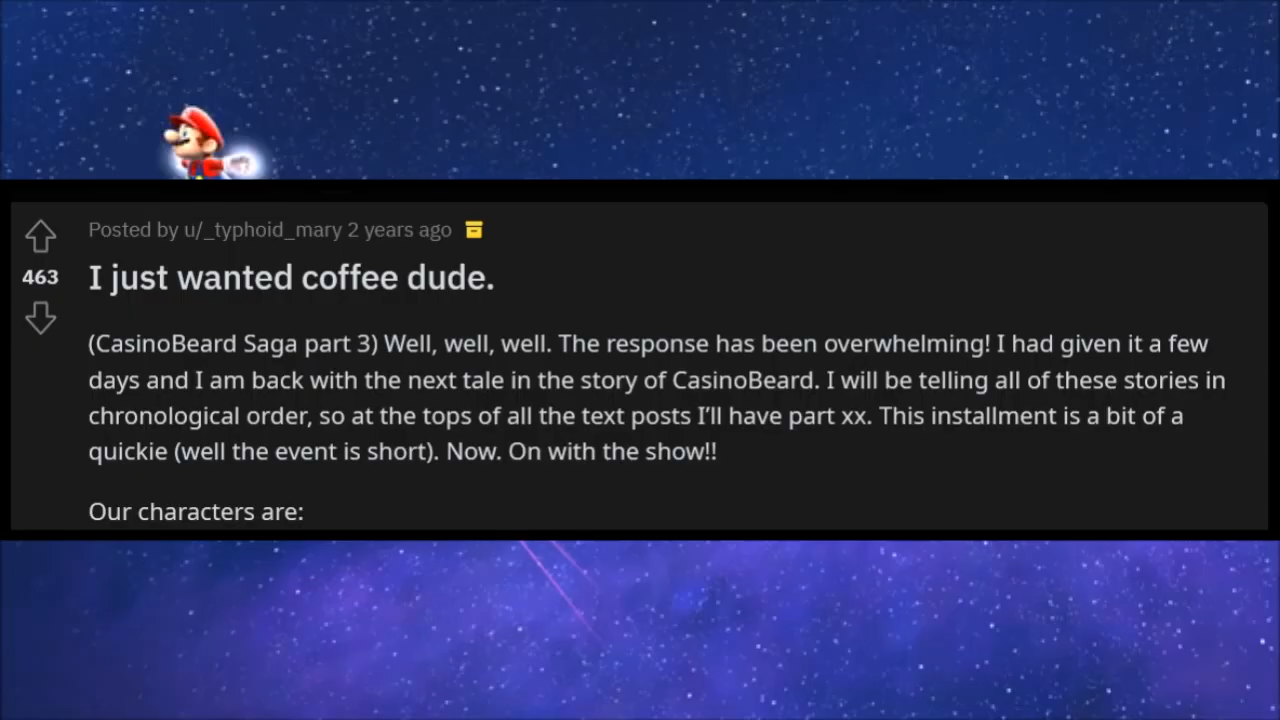 Posted by u/_typhoid_mary 2 years ago
463
I just wanted coffee dude.
(CasinoBeard Saga part 3) Well, well, well. The response has been overwhelming! I had given it a few
days and I am back with the next tale in the story of CasinoBeard. I will be telling all of these stories in
chronological order, so at the tops of all the text posts I’ll have part xx. This installment is a bit of a
quickie (well the event is short). Now. On with the show!!
Our characters are: